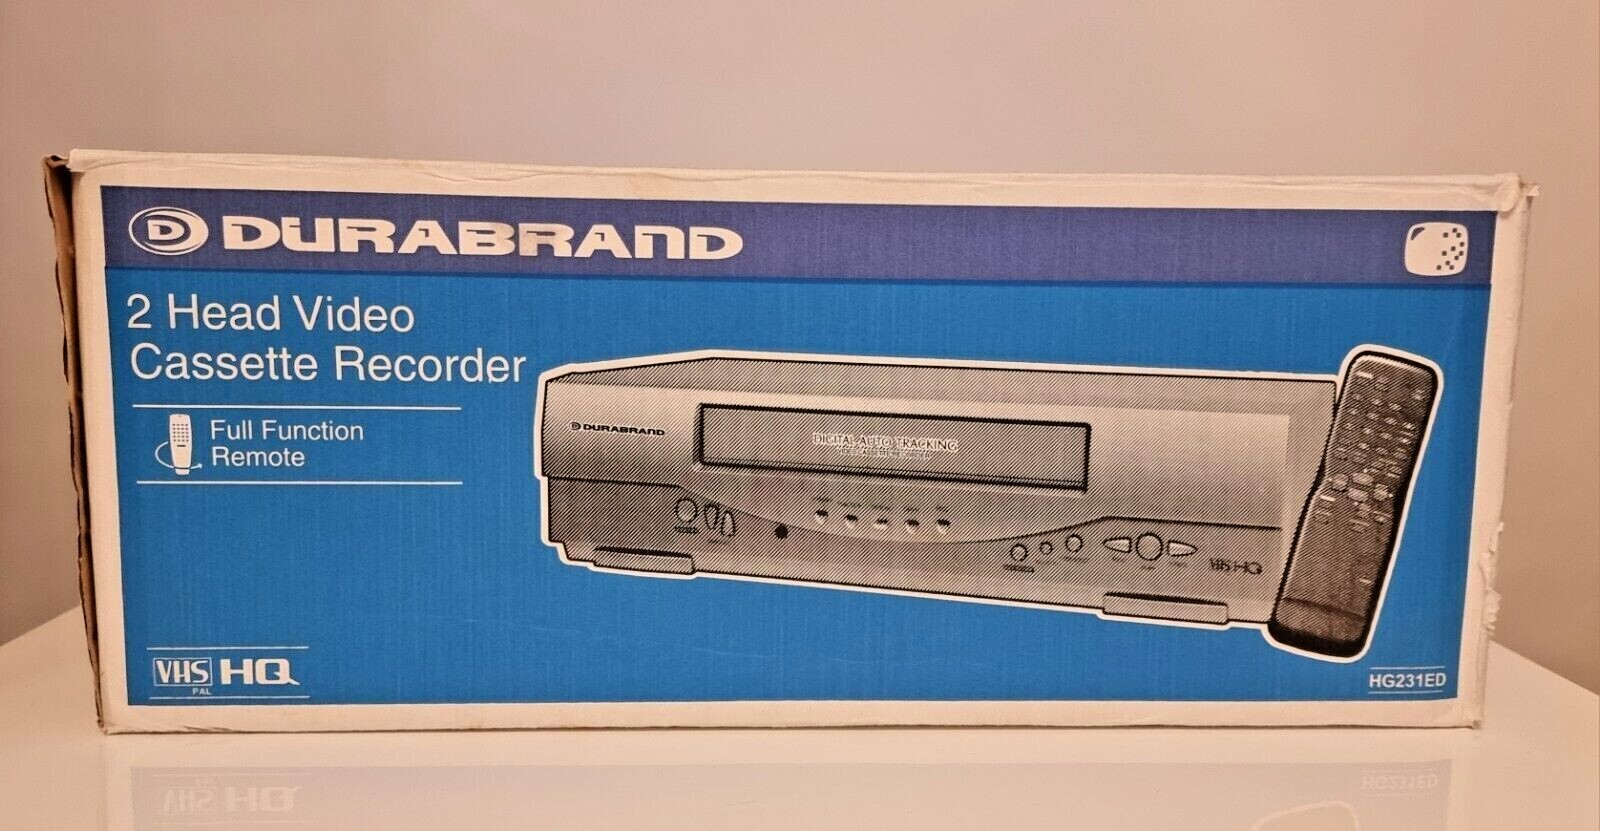 D DURABRAND
2 Head Video
Cassette Recorder
Full Function
Remote
D DURABRAND
DIGITAL AUTO TRACKING
VHS HQ
VHS HQ
PAL
HG231ED